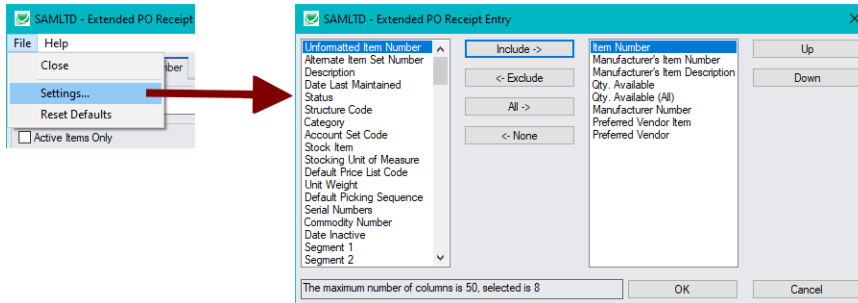 SAMLTD - Extended PO Receipt
File Help
Close
Settings...
Reset Defaults
Active Items Only
SAMLTD - Extended PO Receipt Entry
Unformatted Item Number
Alternate Item Set Number
Description
Date Last Maintained
Status
Structure Code
Category
Account Set Code
Stock Item
Stocking Unit of Measure
Default Price List Code
Unit Weight
Default Picking Sequence
Serial Numbers
Commodity Number
Date Inactive
Segment 1
Segment 2
Include ->
<- Exclude
All ->
<- None
Item Number
Manufacturer's Item Number
Manufacturer's Item Description
Qty. Available
Qty. Available (All)
Manufacturer Number
Preferred Vendor Item
Preferred Vendor
Up
Down
The maximum number of columns is 50, selected is 8
OK
Cancel